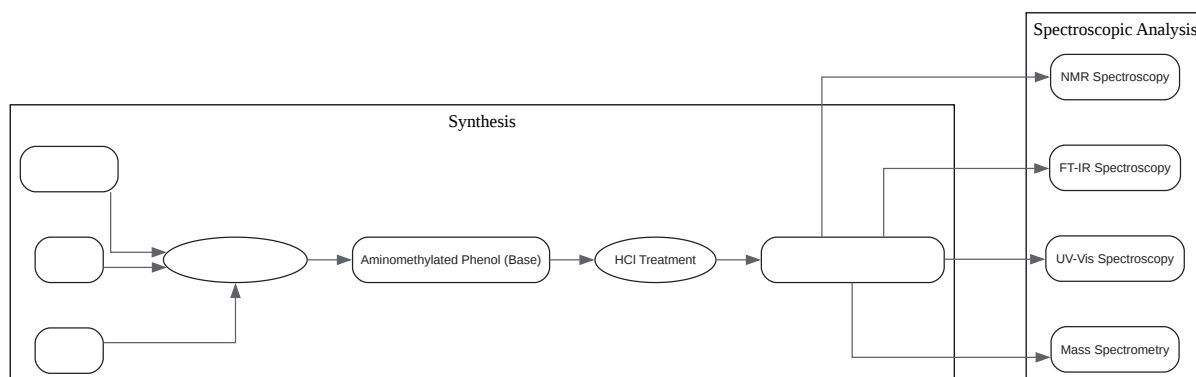 Spectroscopic Analysis
NMR Spectroscopy
Synthesis
FT-IR Spectroscopy
Aminomethylated Phenol (Base)
HCl Treatment
UV-Vis Spectroscopy
Mass Spectrometry